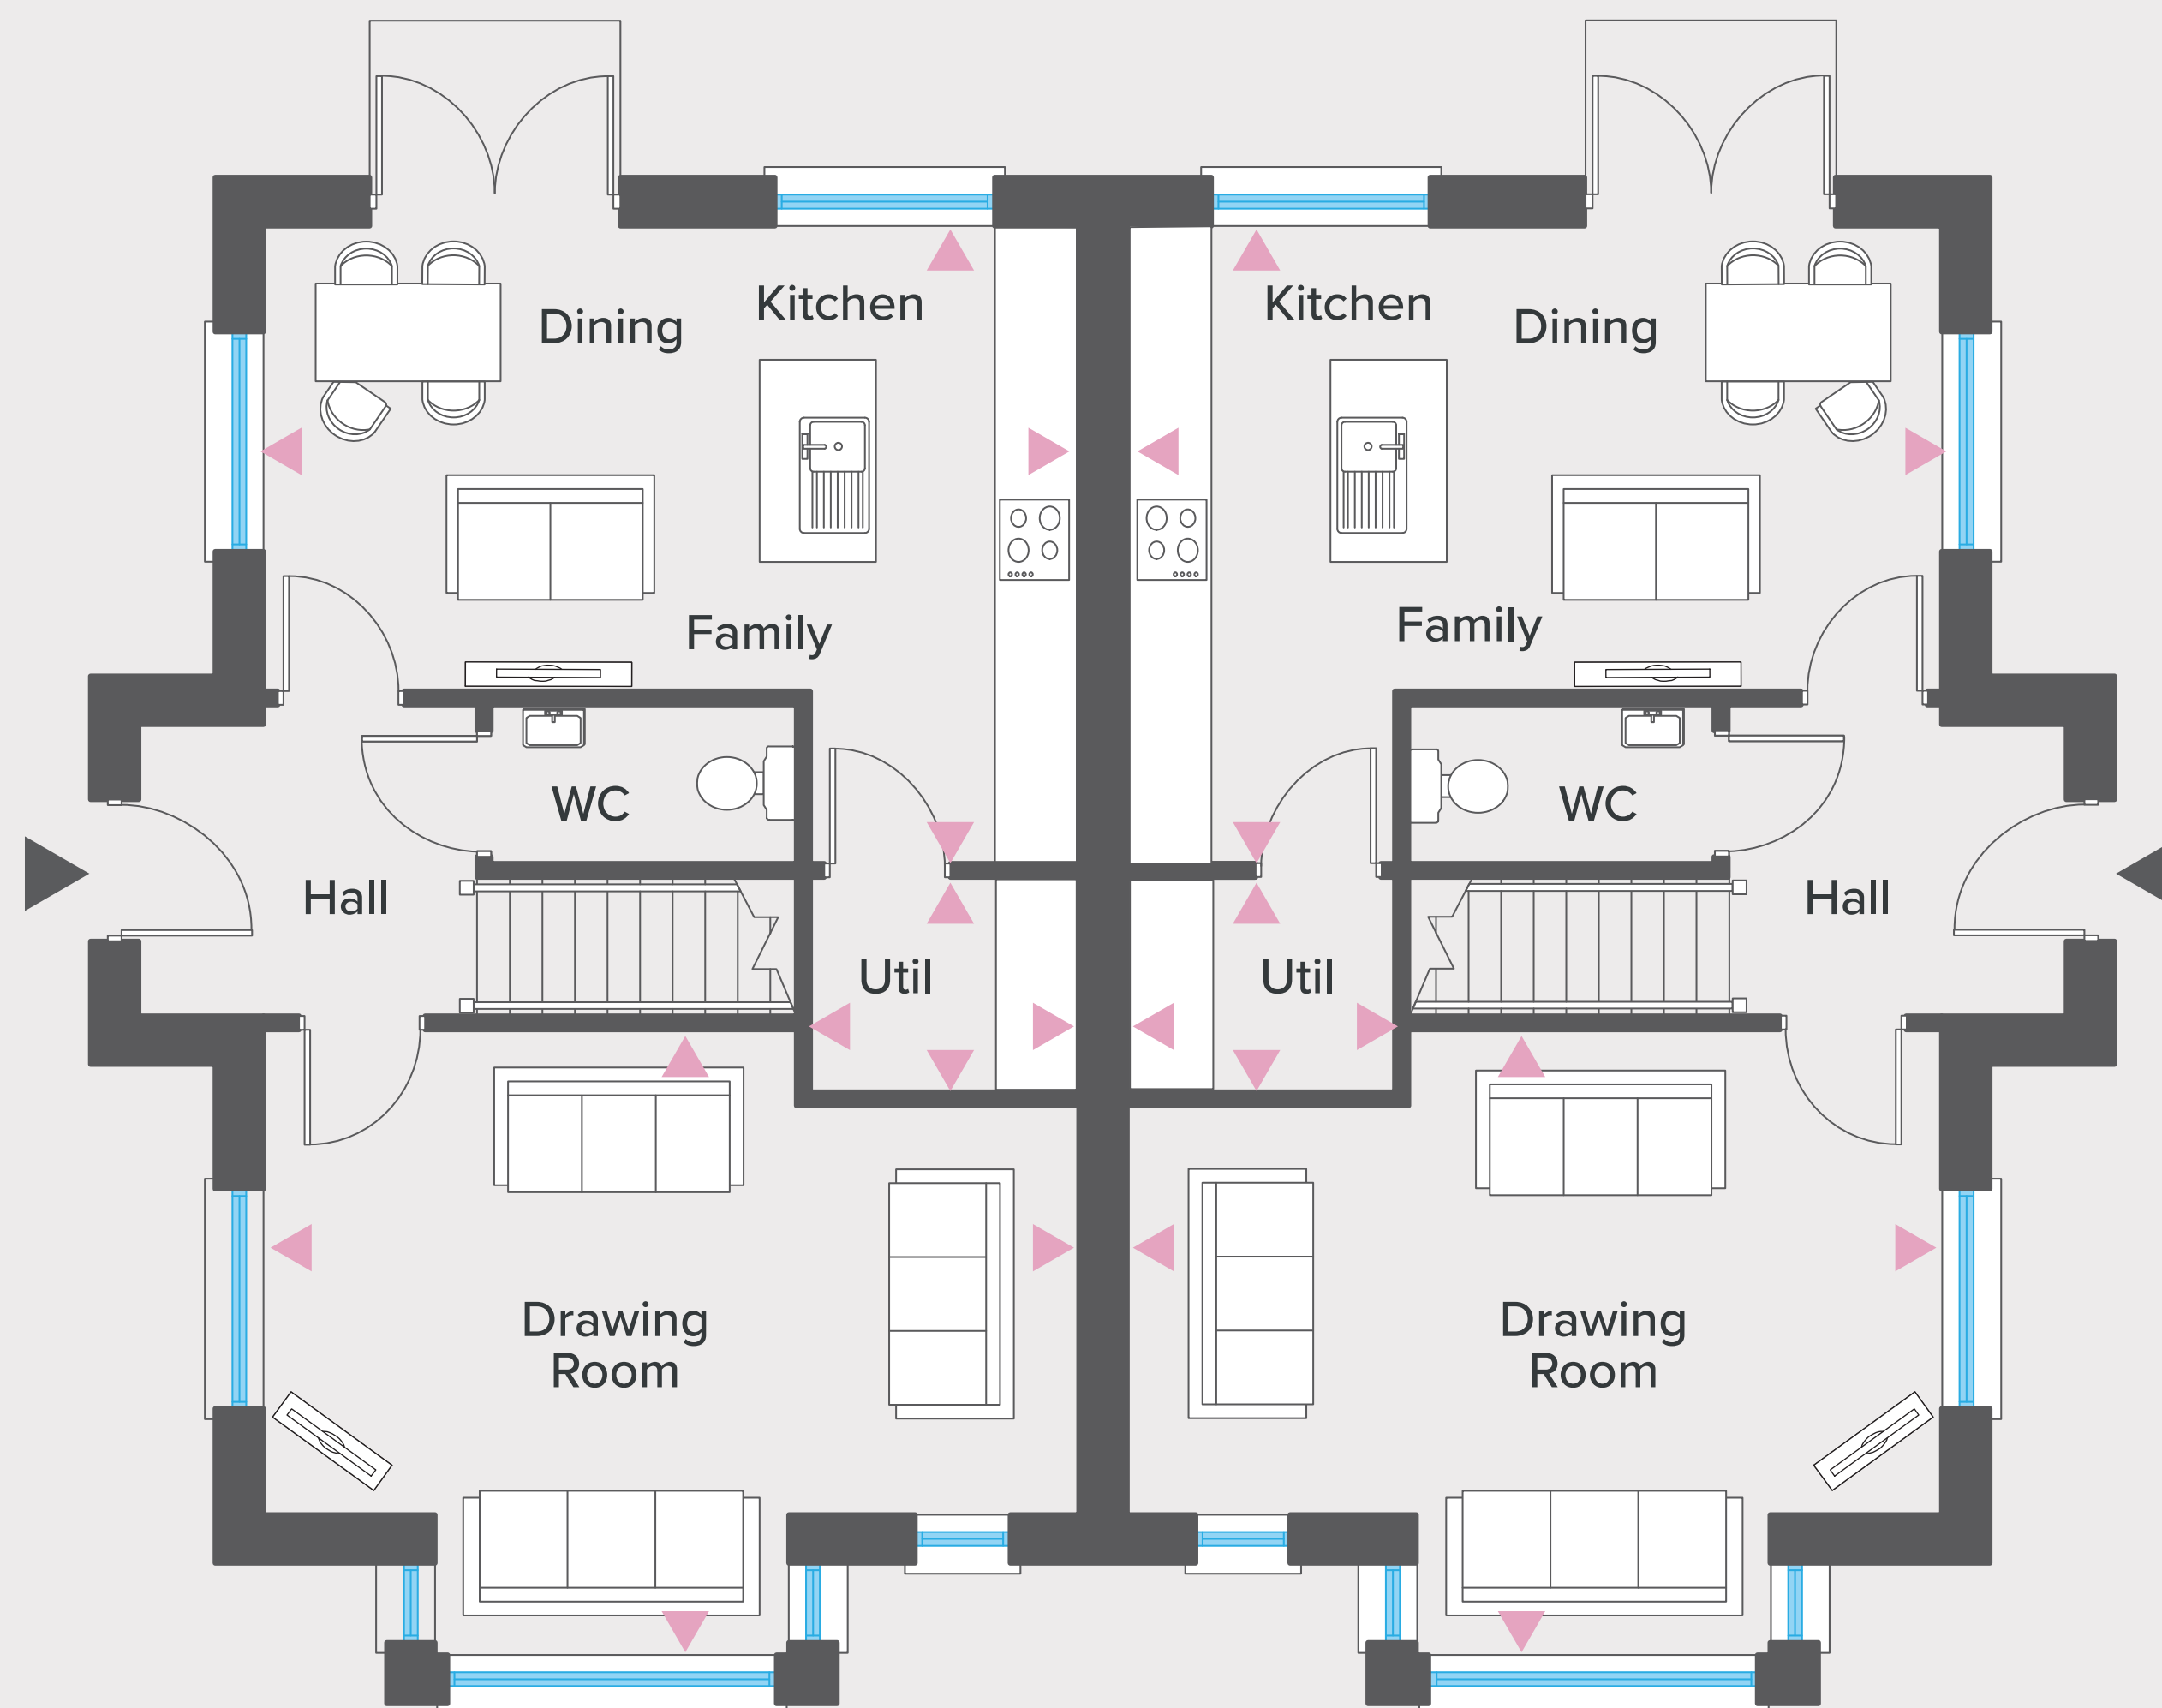 Kitchen
Kitchen
Dining
Dining
Family
Family
WC
WC
Hall
Hall
Util
Util
Drawing
Room
Drawing
Room